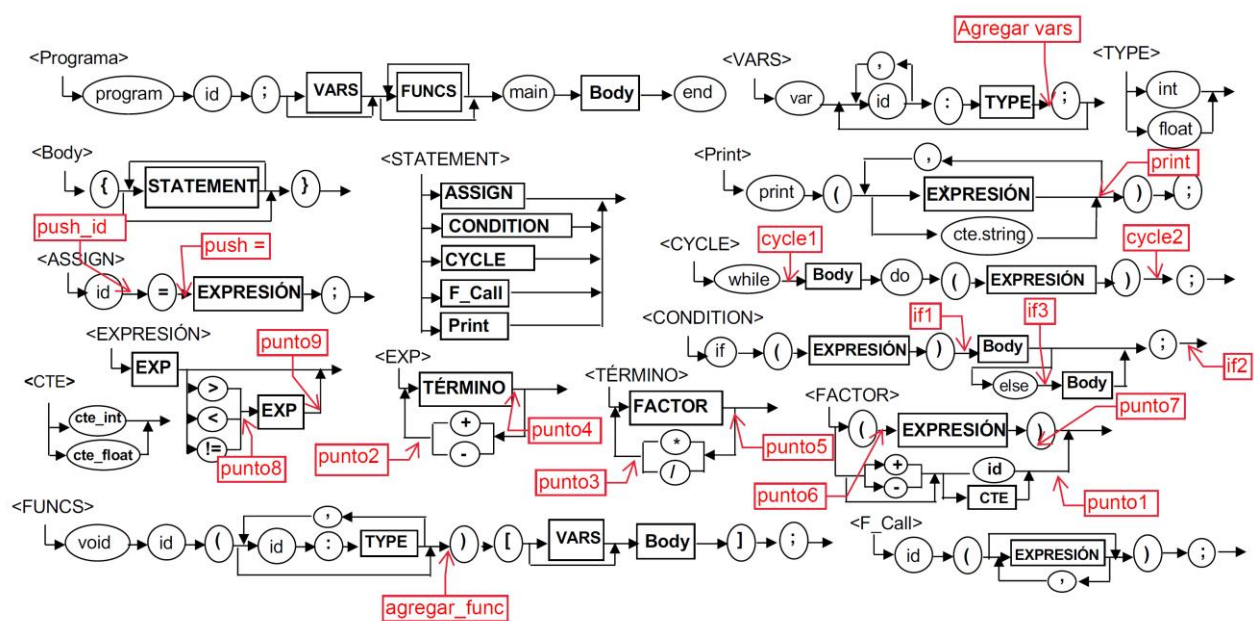 <Programa>
program id ; VARS FUNCS main Body end
Agregar vars
<VARS>
,
var id : TYPE ;
<TYPE>
int
float
<Body>
{ STATEMENT }
<STATEMENT>
ASSIGN
CONDITION
CYCLE
F_Call
Print
<Print>
,
print
print ( EXPRESIÓN ) ;
cte.string
push_id
push =
<ASSIGN>
id = EXPRESIÓN ;
<CYCLE>
cycle1
cycle2
while Body do ( EXPRESIÓN ) ;
<CONDITION>
if1
if3
if ( EXPRESIÓN ) Body ;
else Body
if2
<EXPRESIÓN>
punto9
EXP
>
< EXP
!=
punto8
<CTE>
cte_int
cte_float
<EXP>
TÉRMINO
+
-
punto4
punto2
<TÉRMINO>
FACTOR
*
/
punto5
punto3
<FACTOR>
punto7
( EXPRESIÓN )
+
-
id
CTE
punto6
punto1
<FUNCS>
,
void id ( id : TYPE ) [ VARS Body ] ;
agregar_func
<F_Call>
id ( EXPRESIÓN ) ;
,